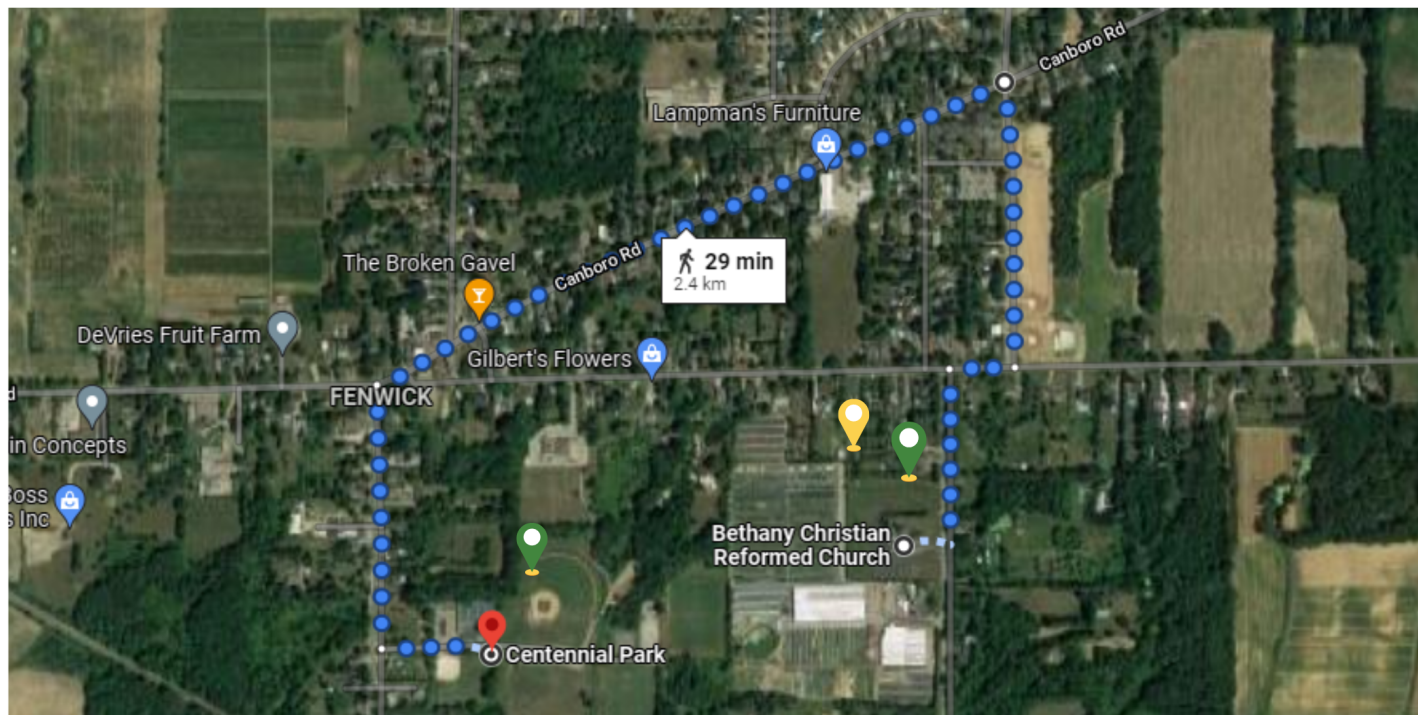 Canboro Rd
Lampman's Furniture
Canboro Rd
29 min
2.4 km
The Broken Gavel
DeVries Fruit Farm
Gilbert's Flowers
d
FENWICK
in Concepts
Boss
s Inc
Bethany Christian
Reformed Church
Centennial Park